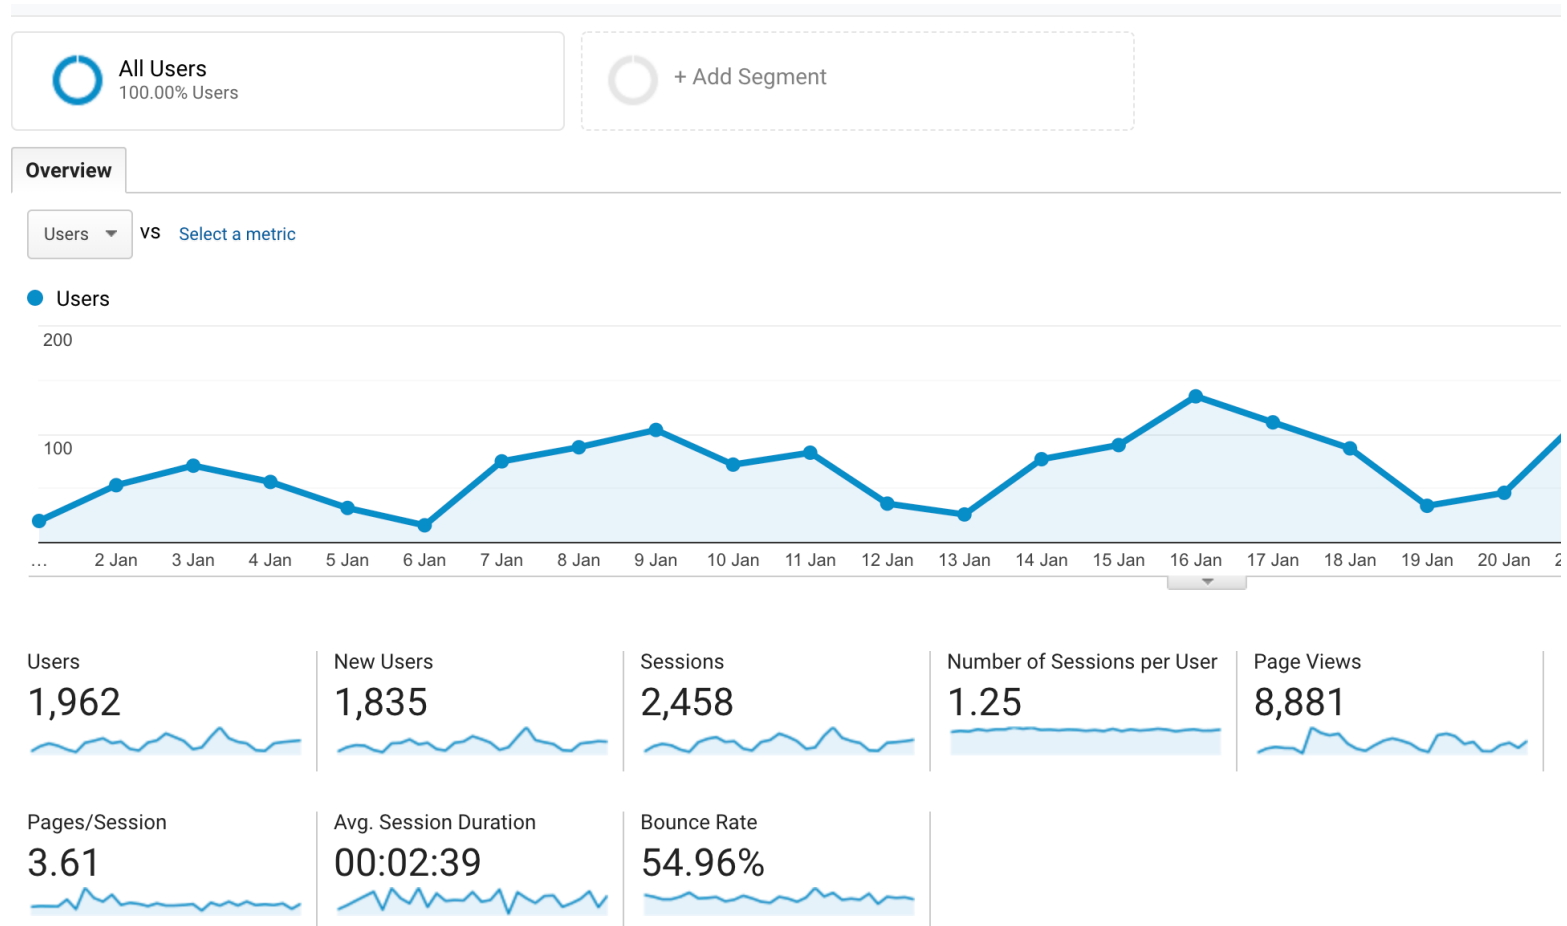 All Users
100.00% Users
+ Add Segment
Overview
Users vs Select a metric
Users
200
100
... 2 Jan 3 Jan 4 Jan 5 Jan 6 Jan 7 Jan 8 Jan 9 Jan 10 Jan 11 Jan 12 Jan 13 Jan 14 Jan 15 Jan 16 Jan 17 Jan 18 Jan 19 Jan 20 Jan
Users
1,962
New Users
1,835
Sessions
2,458
Number of Sessions per User
1.25
Page Views
8,881
Pages/Session
3.61
Avg. Session Duration
00:02:39
Bounce Rate
54.96%